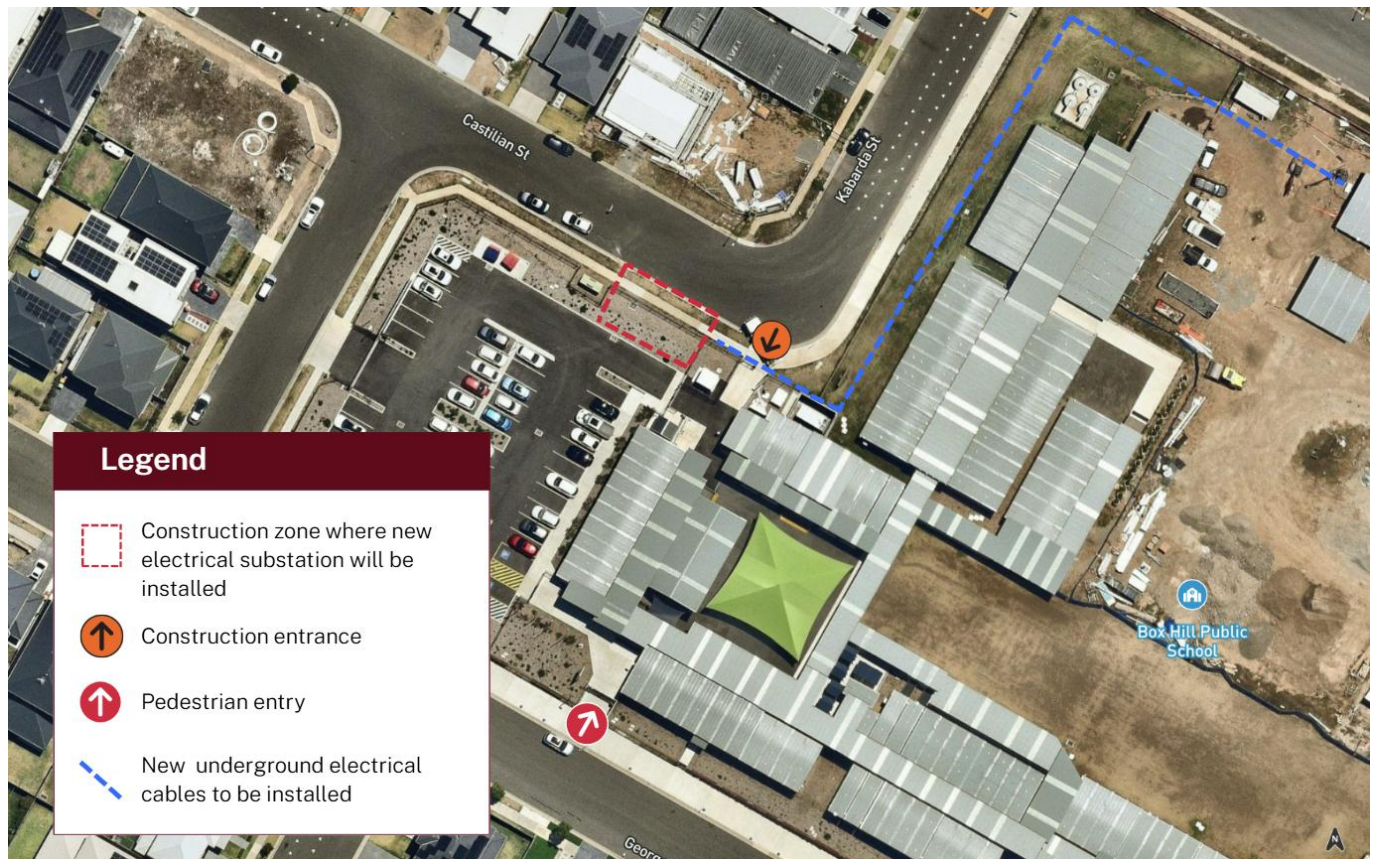 Castilian St
Kabarda St
Legend
Construction zone where new
electrical substation will be
installed
Construction entrance
Pedestrian entry
New underground electrical
cables to be installed
Box Hill Public
School
Georg
N